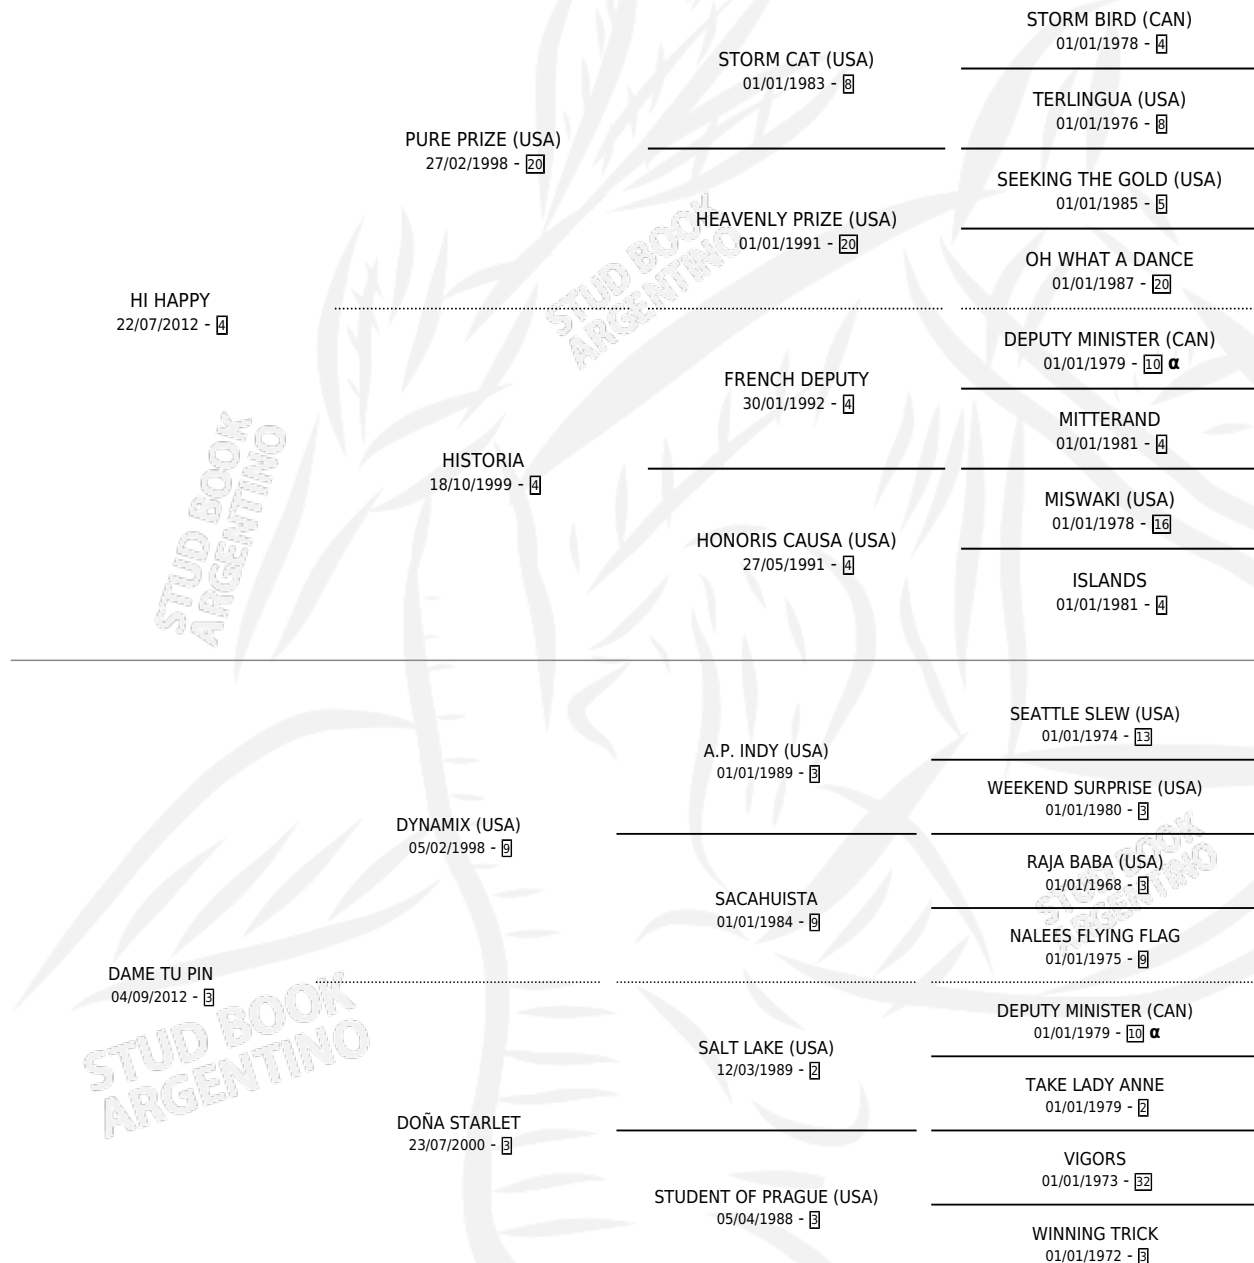 STORM BIRD (CAN)
01/01/1978 - 4
STORM CAT (USA)
01/01/1983 - 8
TERLINGUA (USA)
01/01/1976 - 8
PURE PRIZE (USA)
27/02/1998 - 20
SEEKING THE GOLD (USA)
01/01/1985 - 5
HEAVENLY PRIZE (USA)
01/01/1991 - 20
OH WHAT A DANCE
01/01/1987 - 20
HI HAPPY
22/07/2012 - 4
DEPUTY MINISTER (CAN)
01/01/1979 - 10 α
FRENCH DEPUTY
30/01/1992 - 4
MITTERAND
01/01/1981 - 4
HISTORIA
18/10/1999 - 4
MISWAKI (USA)
01/01/1978 - 16
HONORIS CAUSA (USA)
27/05/1991 - 4
ISLANDS
01/01/1981 - 4
SEATTLE SLEW (USA)
01/01/1974 - 13
A.P. INDY (USA)
01/01/1989 - 3
WEEKEND SURPRISE (USA)
01/01/1980 - 3
DYNAMIX (USA)
05/02/1998 - 9
RAJA BABA (USA)
01/01/1968 - 3
SACAHUISTA
01/01/1984 - 9
NALEES FLYING FLAG
01/01/1975 - 9
DAME TU PIN
04/09/2012 - 3
DEPUTY MINISTER (CAN)
01/01/1979 - 10 α
SALT LAKE (USA)
12/03/1989 - 2
TAKE LADY ANNE
01/01/1979 - 2
DOÑA STARLET
23/07/2000 - 3
VIGORS
01/01/1973 - 32
STUDENT OF PRAGUE (USA)
05/04/1988 - 3
WINNING TRICK
01/01/1972 - 3
STUD BOOK
ARGENTINO
STUD BOOK
ARGENTINO
STUD BOOK
ARGENTINO
STUD BOOK
ARGENTINO